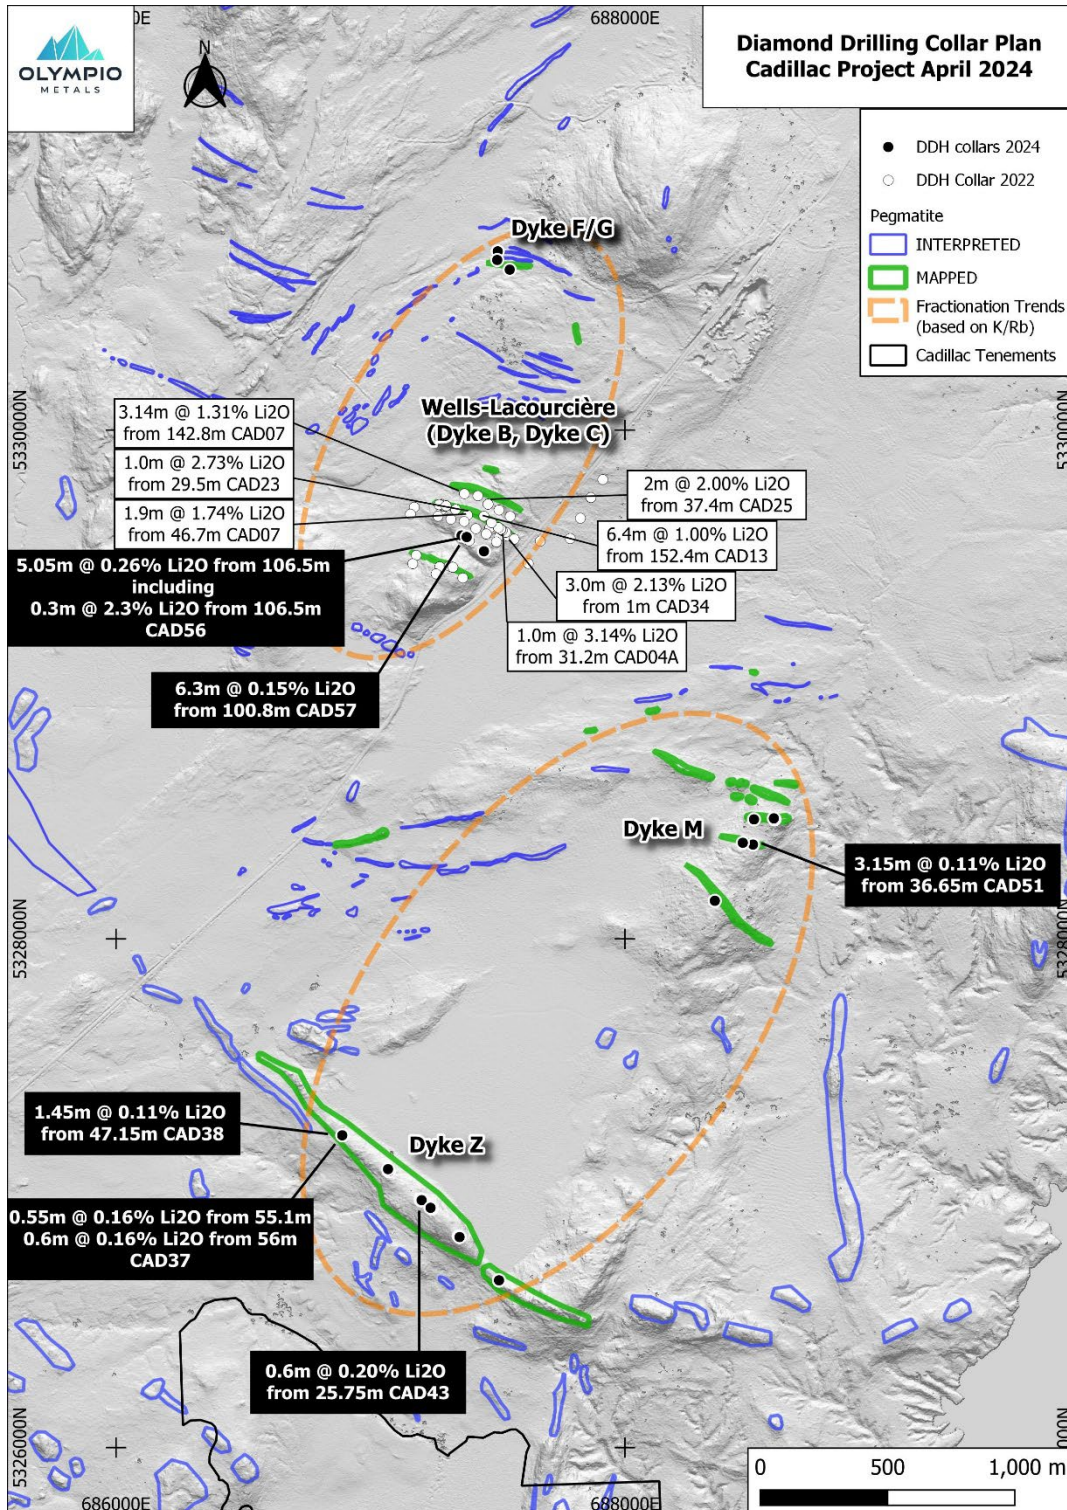 OLYMPIO
METALS
N
0E
688000E
Diamond Drilling Collar Plan
Cadillac Project April 2024
DDH collars 2024
DDH Collar 2022
Pegmatite
INTERPRETED
MAPPED
Fractionation Trends
(based on K/Rb)
Cadillac Tenements
Dyke F/G
5330000N
5330000N
Wells-Lacourcière
(Dyke B, Dyke C)
3.14m @ 1.31% Li2O
from 142.8m CAD07
1.0m @ 2.73% Li2O
from 29.5m CAD23
1.9m @ 1.74% Li2O
from 46.7m CAD07
2m @ 2.00% Li2O
from 37.4m CAD25
6.4m @ 1.00% Li2O
from 152.4m CAD13
3.0m @ 2.13% Li2O
from 1m CAD34
1.0m @ 3.14% Li2O
from 31.2m CAD04A
5.05m @ 0.26% Li2O from 106.5m
including
0.3m @ 2.3% Li2O from 106.5m
CAD56
6.3m @ 0.15% Li2O
from 100.8m CAD57
Dyke M
3.15m @ 0.11% Li2O
from 36.65m CAD51
5328000N
5328000N
1.45m @ 0.11% Li2O
from 47.15m CAD38
Dyke Z
0.55m @ 0.16% Li2O from 55.1m
0.6m @ 0.16% Li2O from 56m
CAD37
0.6m @ 0.20% Li2O
from 25.75m CAD43
5326000N
0N
686000E
688000E
0 500 1,000 m